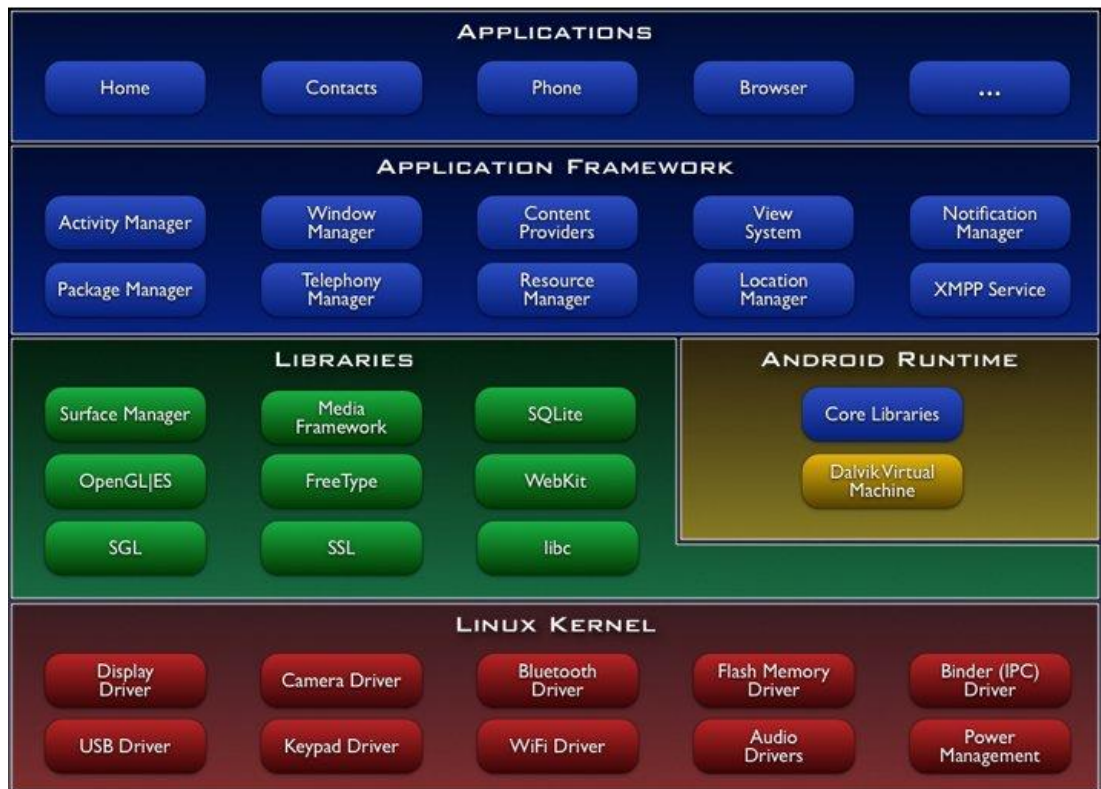 APPLICATIONS
Home
Contacts
Phone
Browser
...
APPLICATION FRAMEWORK
Activity Manager
Window
Manager
Content
Providers
View
System
Notification
Manager
Package Manager
Telephony
Manager
Resource
Manager
Location
Manager
XMPP Service
LIBRARIES
Surface Manager
Media
Framework
SQLite
OpenGL|ES
FreeType
WebKit
SGL
SSL
libc
ANDROID RUNTIME
Core Libraries
Dalvik Virtual
Machine
LINUX KERNEL
Display
Driver
Camera Driver
Bluetooth
Driver
Flash Memory
Driver
Binder (IPC)
Driver
USB Driver
Keypad Driver
WiFi Driver
Audio
Drivers
Power
Management